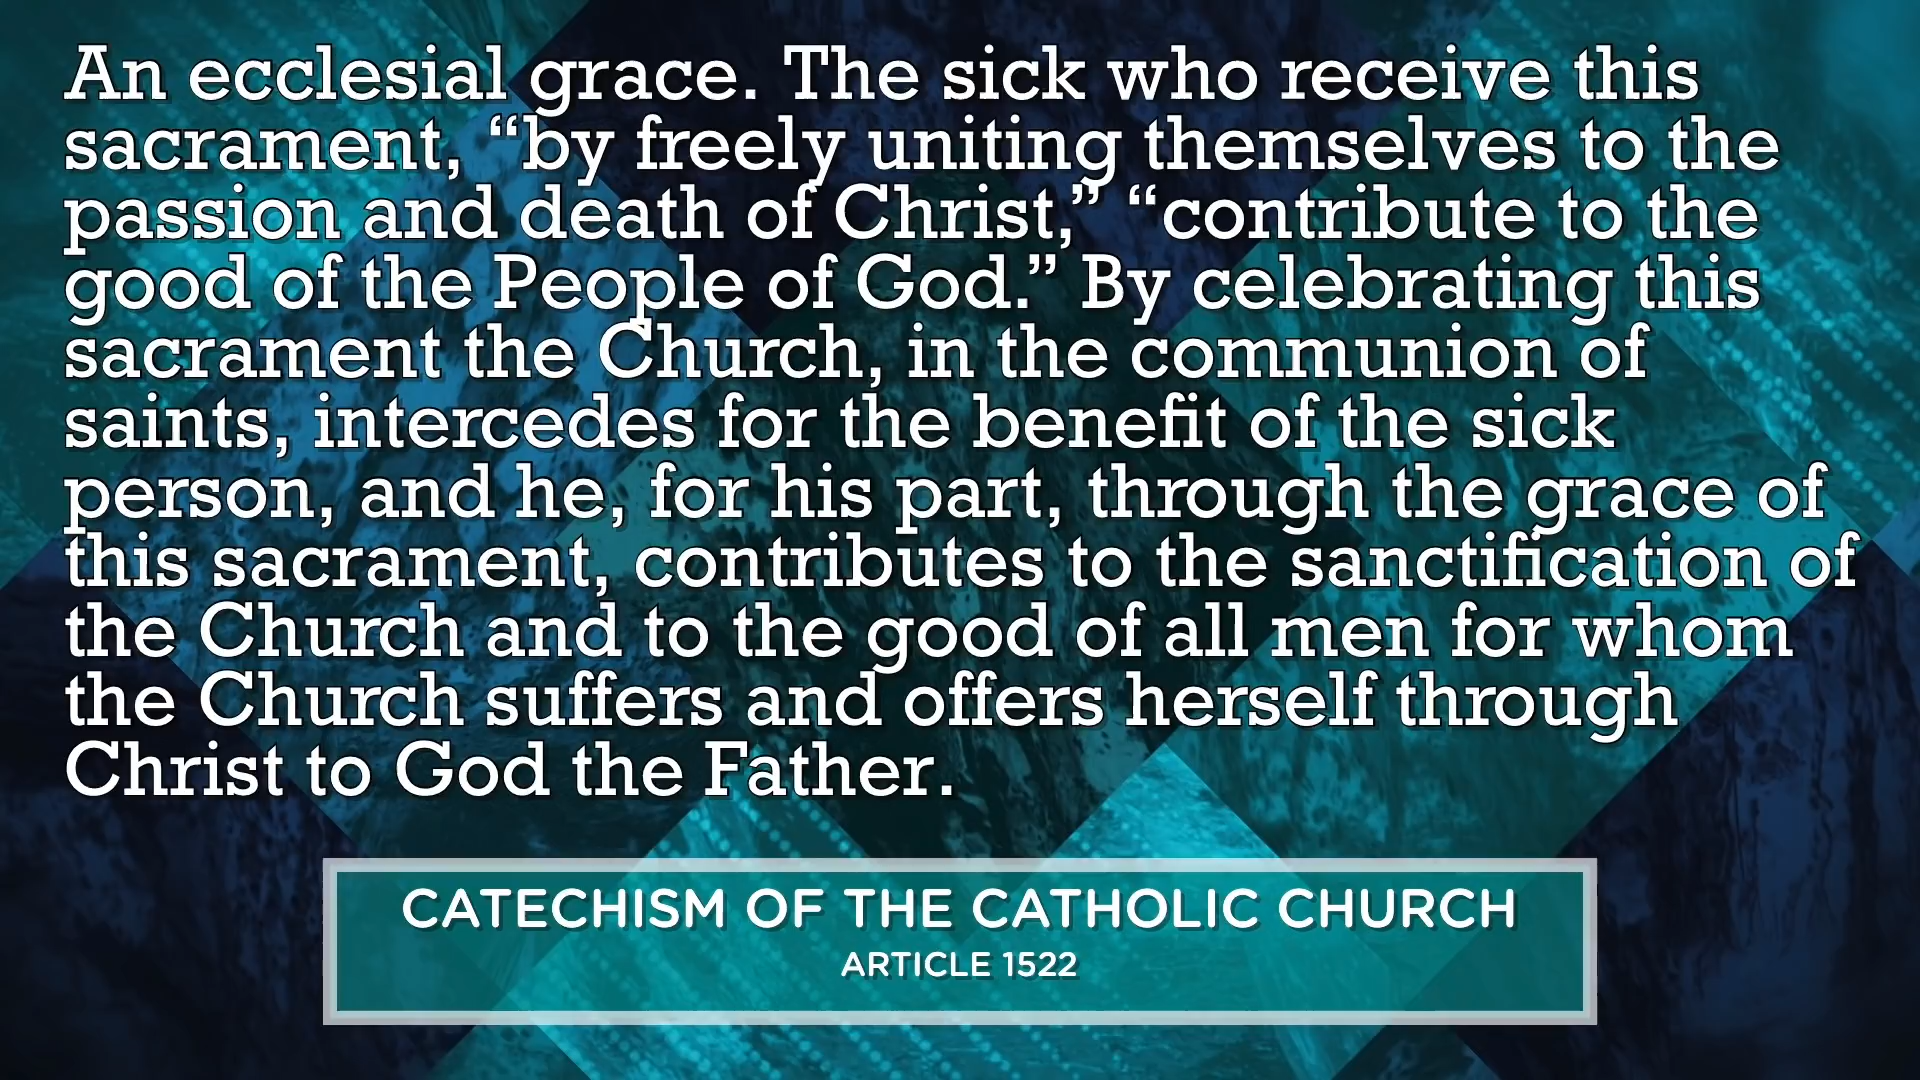 An ecclesial grace. The sick who receive this
sacrament, “by freely uniting themselves to the
passion and death of Christ,” “contribute to the
good of the People of God.” By celebrating this
sacrament the Church, in the communion of
saints, intercedes for the benefit of the sick
person, and he, for his part, through the grace of
this sacrament, contributes to the sanctification of
the Church and to the good of all men for whom
the Church suffers and offers herself through
Christ to God the Father.
CATECHISM OF THE CATHOLIC CHURCH
ARTICLE 1522